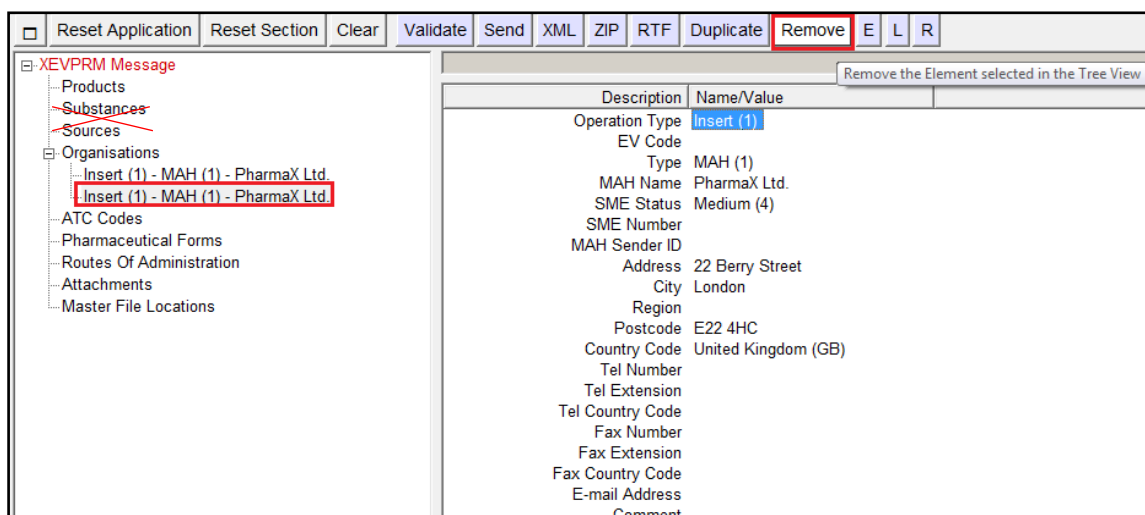 Reset Application Reset Section Clear Validate Send XML ZIP RTF Duplicate Remove E L R
Remove the Element selected in the Tree View
XEVPRM Message
Products
Substances
Sources
Organisations
Insert (1) - MAH (1) - PharmaX Ltd.
Insert (1) - MAH (1) - PharmaX Ltd.
ATC Codes
Pharmaceutical Forms
Routes Of Administration
Attachments
Master File Locations
Description Name/Value
Operation Type Insert (1)
EV Code
Type MAH (1)
MAH Name PharmaX Ltd.
SME Status Medium (4)
SME Number
MAH Sender ID
Address 22 Berry Street
City London
Region
Postcode E22 4HC
Country Code United Kingdom (GB)
Tel Number
Tel Extension
Tel Country Code
Fax Number
Fax Extension
Fax Country Code
E-mail Address
Comment